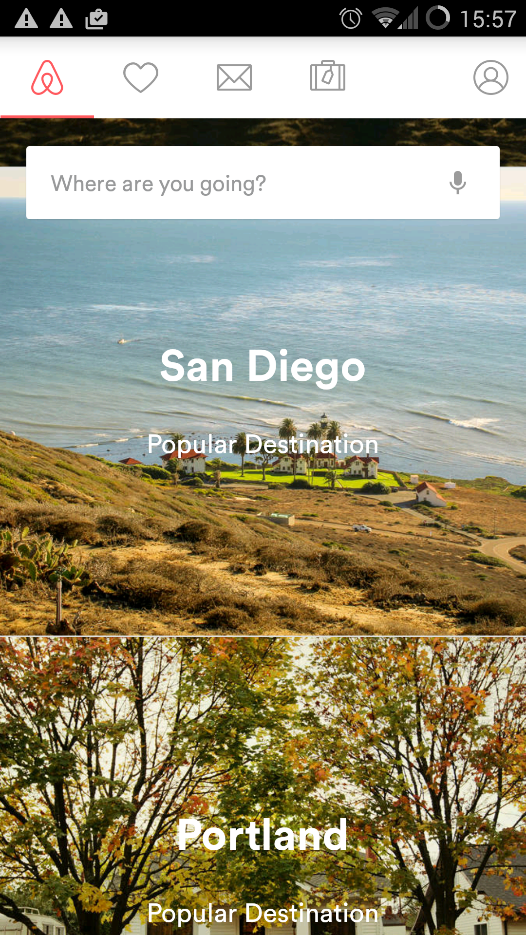 15:57
Where are you going?
San Diego
Popular Destination
Portland
Popular Destination